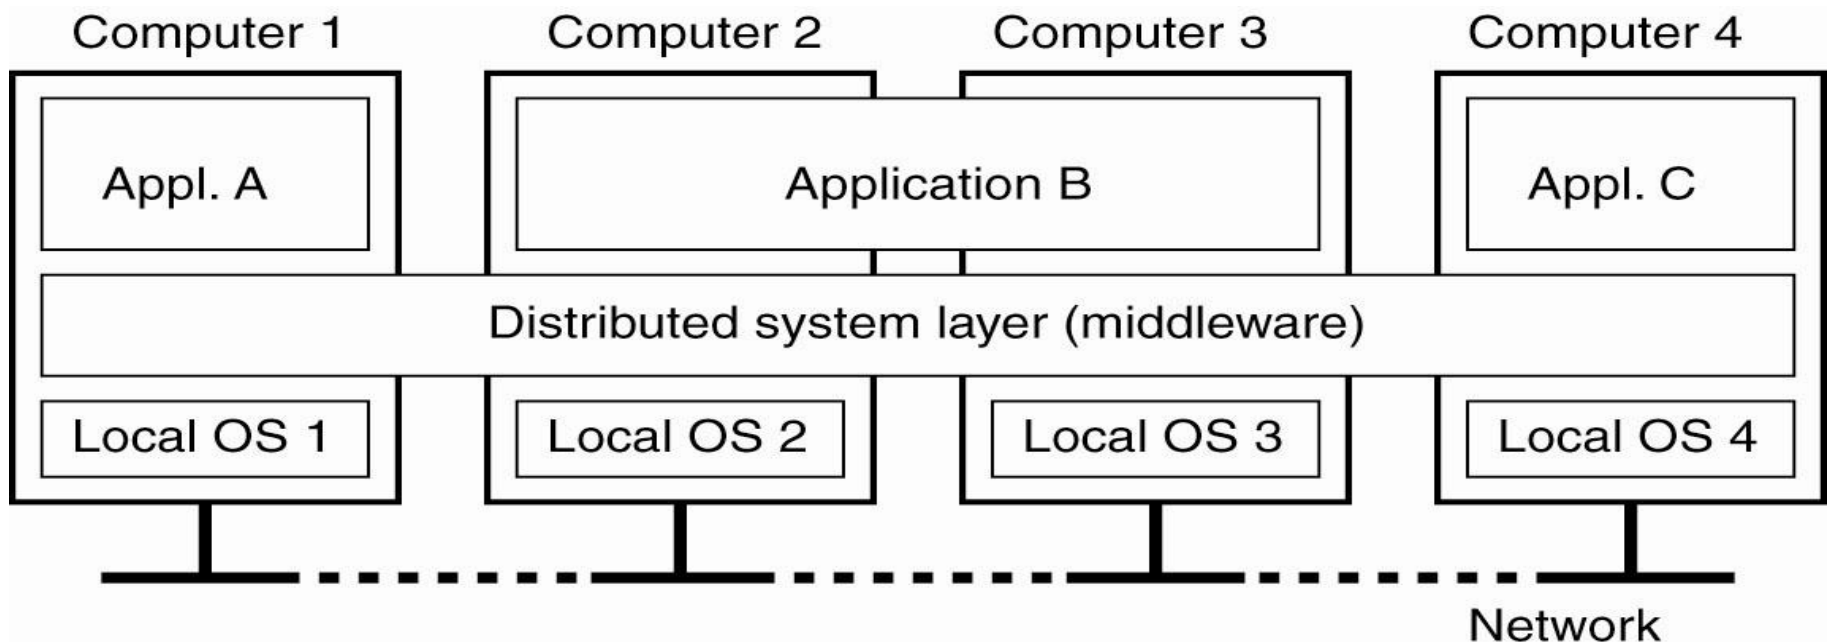 Computer 1
Computer 2
Computer 3
Computer 4
Appl. A
Application B
Appl. C
Distributed system layer (middleware)
Local OS 1
Local OS 2
Local OS 3
Local OS 4
Network